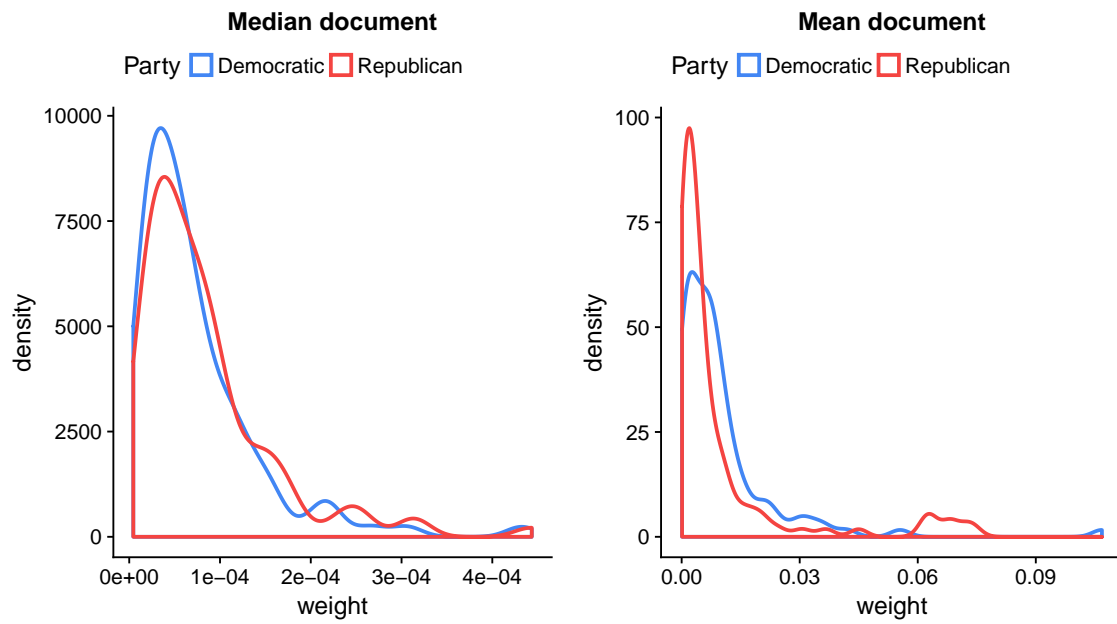 Median document
Party Democratic Republican
10000
7500
5000
2500
0
density
0e+00 1e−04 2e−04 3e−04 4e−04
weight
Mean document
Party Democratic Republican
100
75
50
25
0
density
0.00 0.03 0.06 0.09
weight